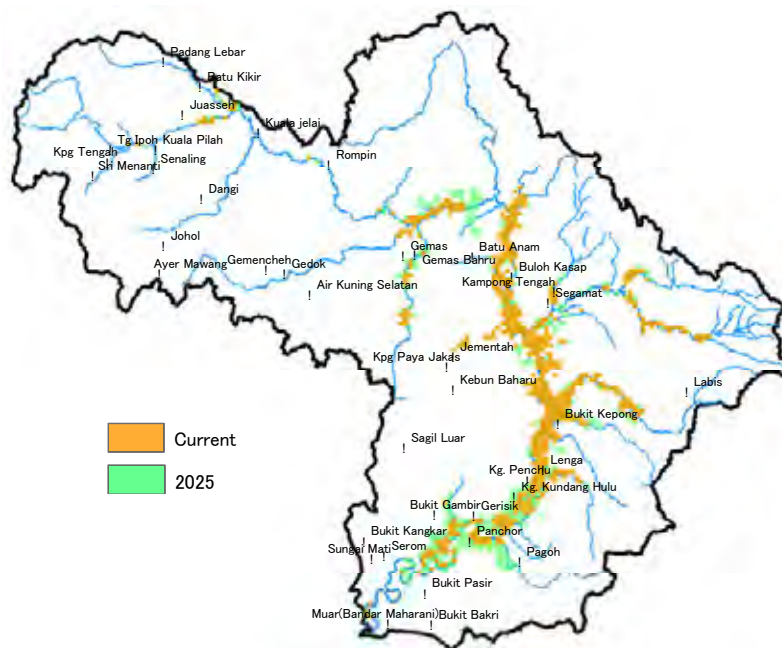 Padang Lebar
Batu Kikir
Juasseh
Kuala jelai
Tg Ipoh Kuala Pilah
Kpg Tengah
Senaling
Sri Menanti
Rompin
Dangi
Johol
Gemas
Batu Anam
Gemas Bahru
Ayer Mawang
Gemencheh
Gedok
Buloh Kasap
Kampong Tengah
Air Kuning Selatan
Segamat
Jementah
Kpg Paya Jakas
Kebun Baharu
Labis
Bukit Kepong
Current
Sagil Luar
2025
Lenga
Kg. Penchu
Kg. Kundang Hulu
Bukit Gambir
Gerisik
Bukit Kangkar
Panchor
Sungai Mati
Serom
Pagoh
Bukit Pasir
Muar(Bandar Maharani)
Bukit Bakri